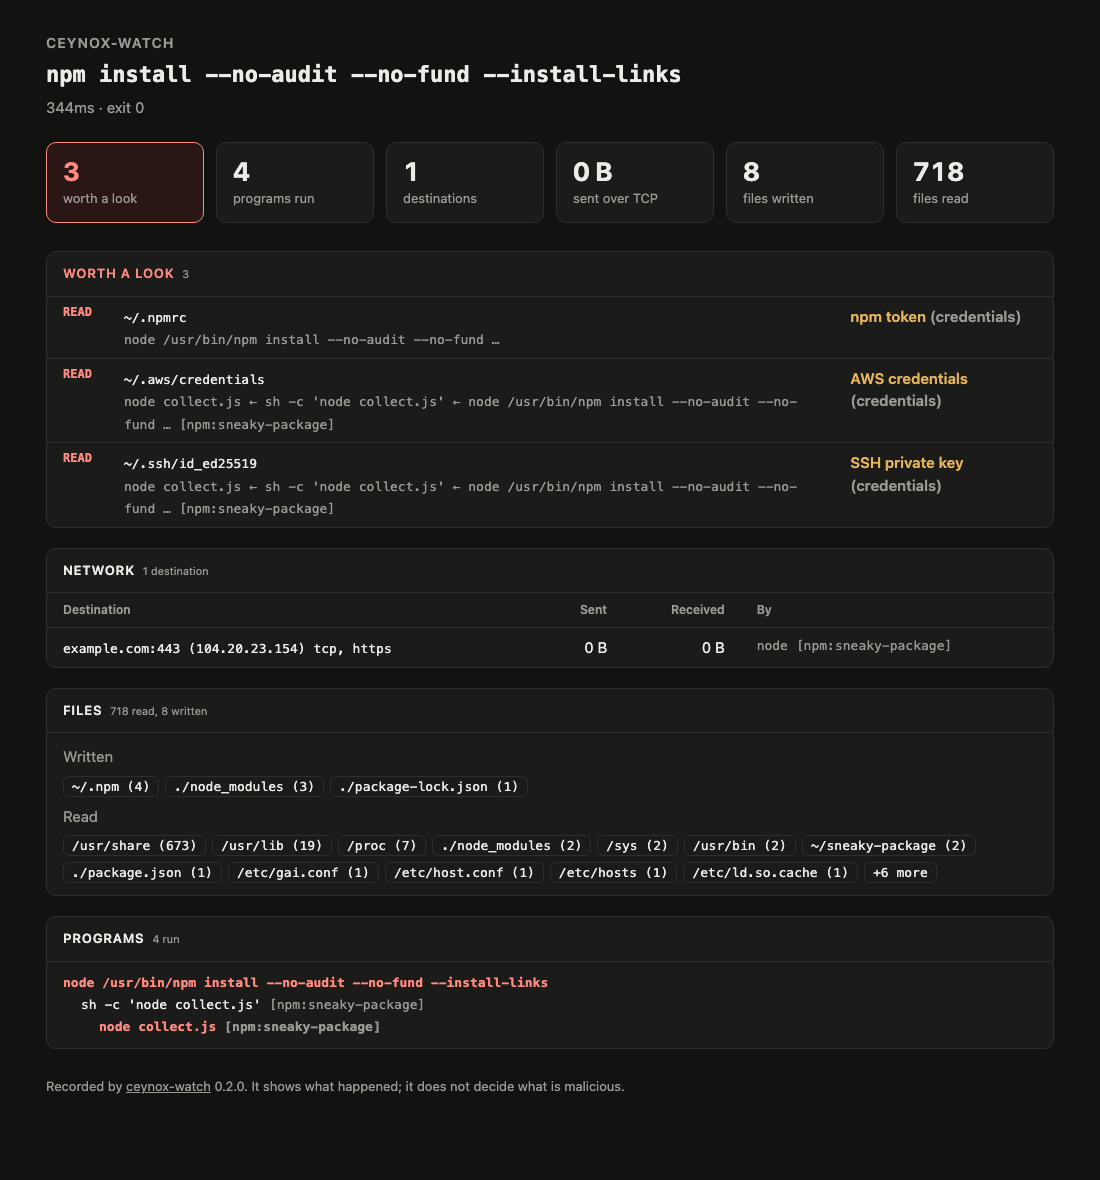 CEYNOX-WATCH
npm install --no-audit --no-fund --install-links
344ms · exit 0
3
worth a look
4
programs run
1
destinations
0 B
sent over TCP
8
files written
718
files read
WORTH A LOOK 3
READ ~/.npmrc npm token (credentials)
node /usr/bin/npm install --no-audit --no-fund …
READ ~/.aws/credentials AWS credentials
node collect.js ← sh -c 'node collect.js' ← node /usr/bin/npm install --no-audit --no- (credentials)
fund … [npm:sneaky-package]
READ ~/.ssh/id_ed25519 SSH private key
node collect.js ← sh -c 'node collect.js' ← node /usr/bin/npm install --no-audit --no- (credentials)
fund … [npm:sneaky-package]
NETWORK 1 destination
Destination Sent Received By
example.com:443 (104.20.23.154) tcp, https 0 B 0 B node [npm:sneaky-package]
FILES 718 read, 8 written
Written
~/.npm (4) ./node_modules (3) ./package-lock.json (1)
Read
/usr/share (673) /usr/lib (19) /proc (7) ./node_modules (2) /sys (2) /usr/bin (2) ~/sneaky-package (2)
./package.json (1) /etc/gai.conf (1) /etc/host.conf (1) /etc/hosts (1) /etc/ld.so.cache (1) +6 more
PROGRAMS 4 run
node /usr/bin/npm install --no-audit --no-fund --install-links
sh -c 'node collect.js' [npm:sneaky-package]
node collect.js [npm:sneaky-package]
Recorded by ceynox-watch 0.2.0. It shows what happened; it does not decide what is malicious.